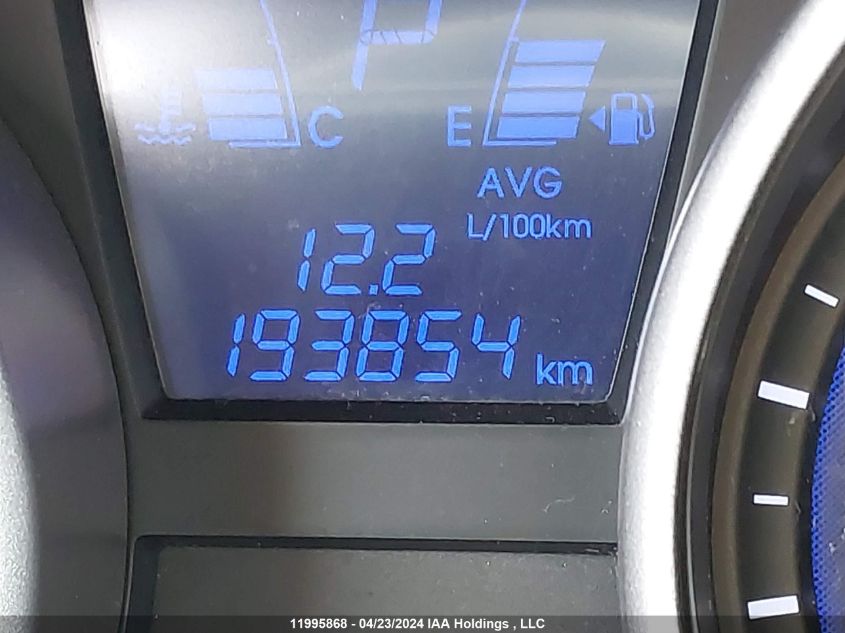 P
C E
AVG
L/100km
12.2
193854 km
11995868 - 04/23/2024 IAA Holdings , LLC